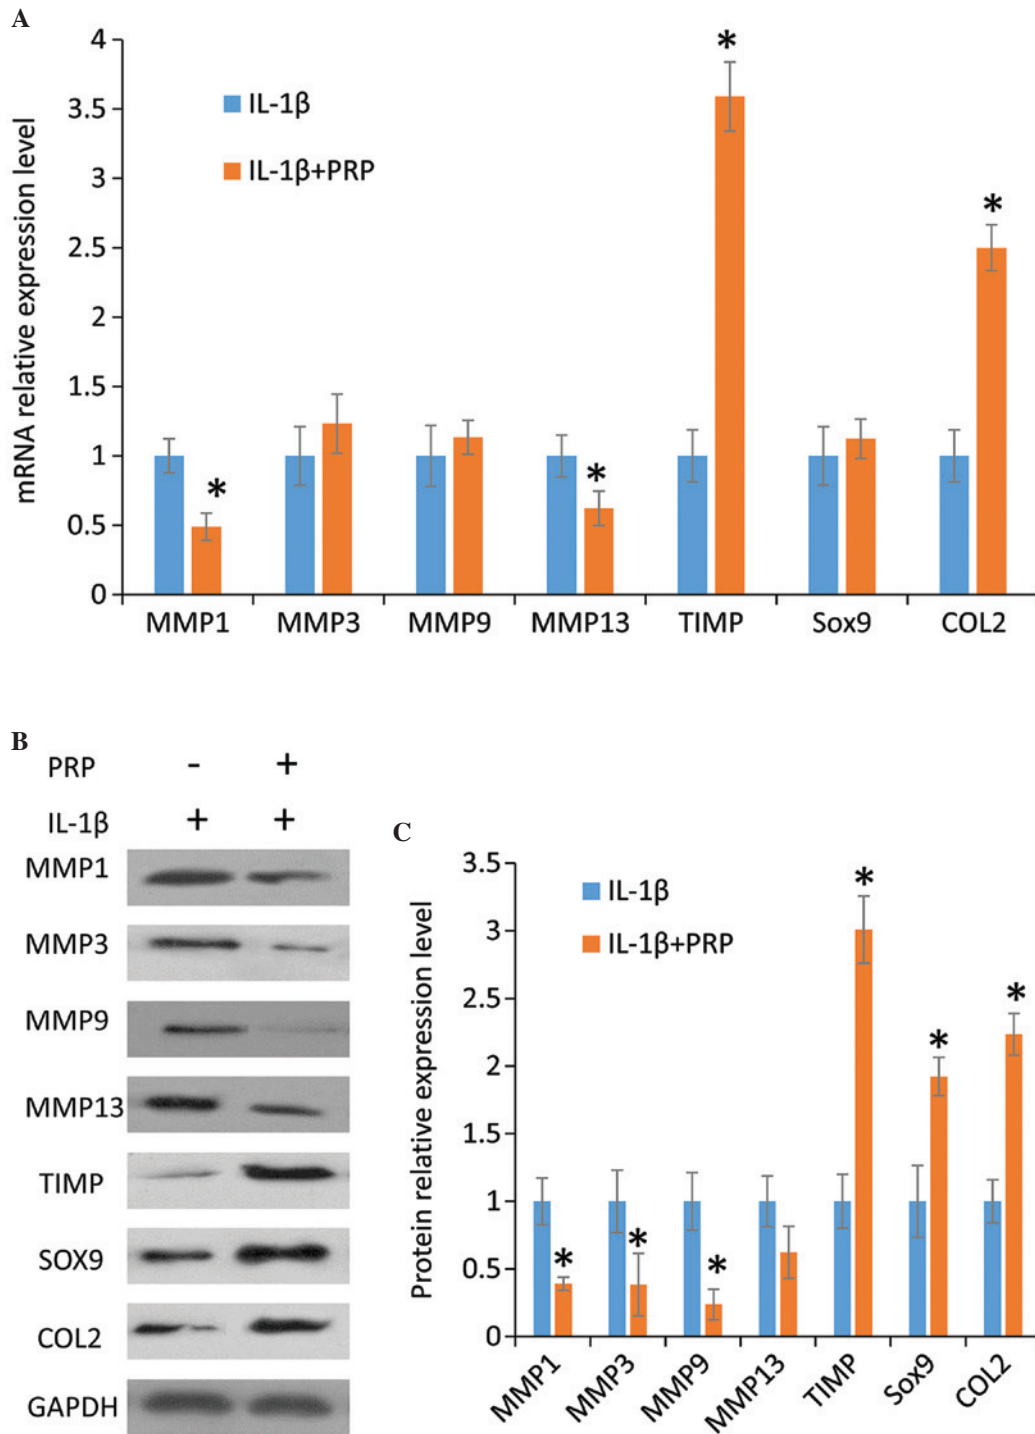 A
mRNA relative expression level
4
3.5
3
2.5
2
1.5
1
0.5
0
IL-1β
IL-1β+PRP
*
*
*
*
MMP1 MMP3 MMP9 MMP13 TIMP Sox9 COL2
B
PRP - +
IL-1β + +
MMP1
MMP3
MMP9
MMP13
TIMP
SOX9
COL2
GAPDH
C
Protein relative expression level
3.5
3
2.5
2
1.5
1
0.5
0
IL-1β
IL-1β+PRP
*
*
*
*
*
*
MMP1 MMP3 MMP9 MMP13 TIMP Sox9 COL2